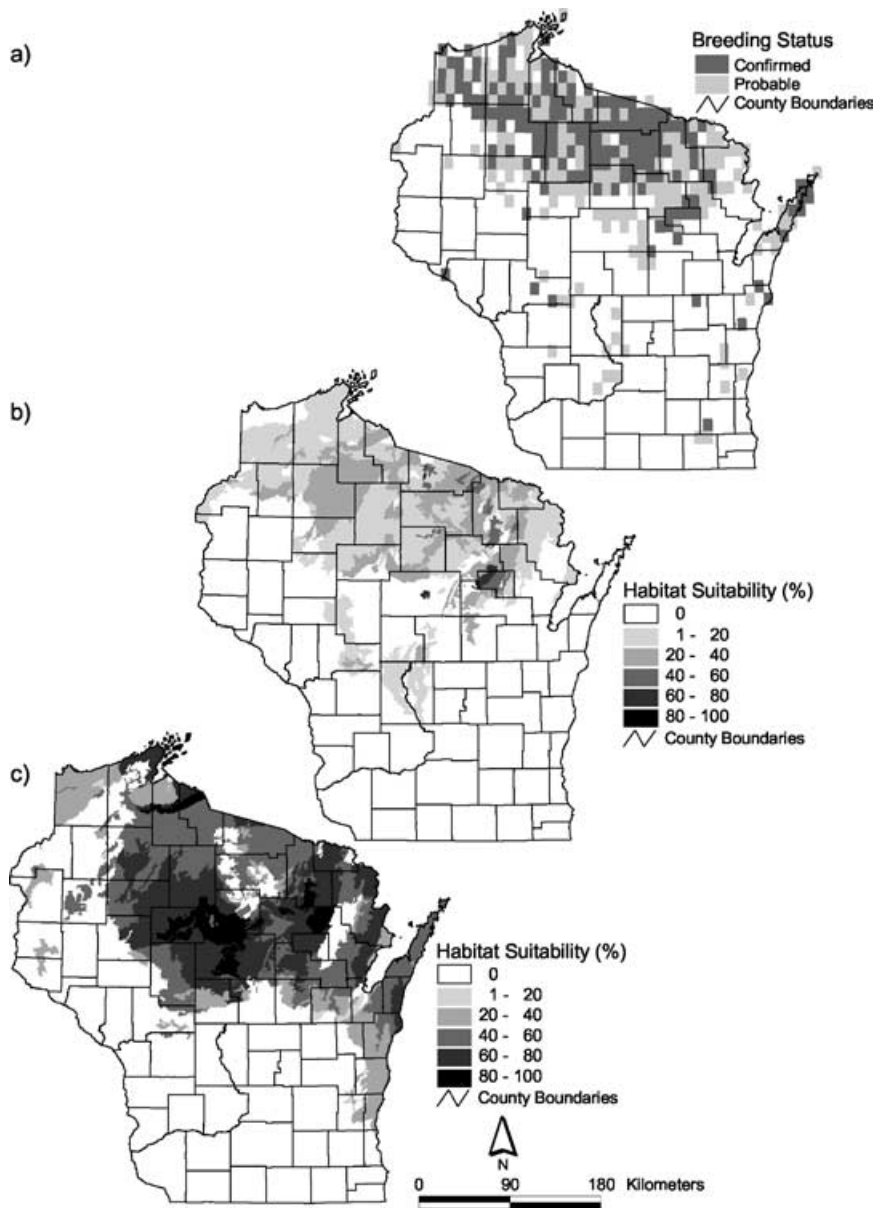 a)
Breeding Status
Confirmed
Probable
County Boundaries
b)
Habitat Suitability (%)
0
1 - 20
20 - 40
40 - 60
60 - 80
80 - 100
County Boundaries
c)
Habitat Suitability (%)
0
1 - 20
20 - 40
40 - 60
60 - 80
80 - 100
County Boundaries
N
0 90 180 Kilometers